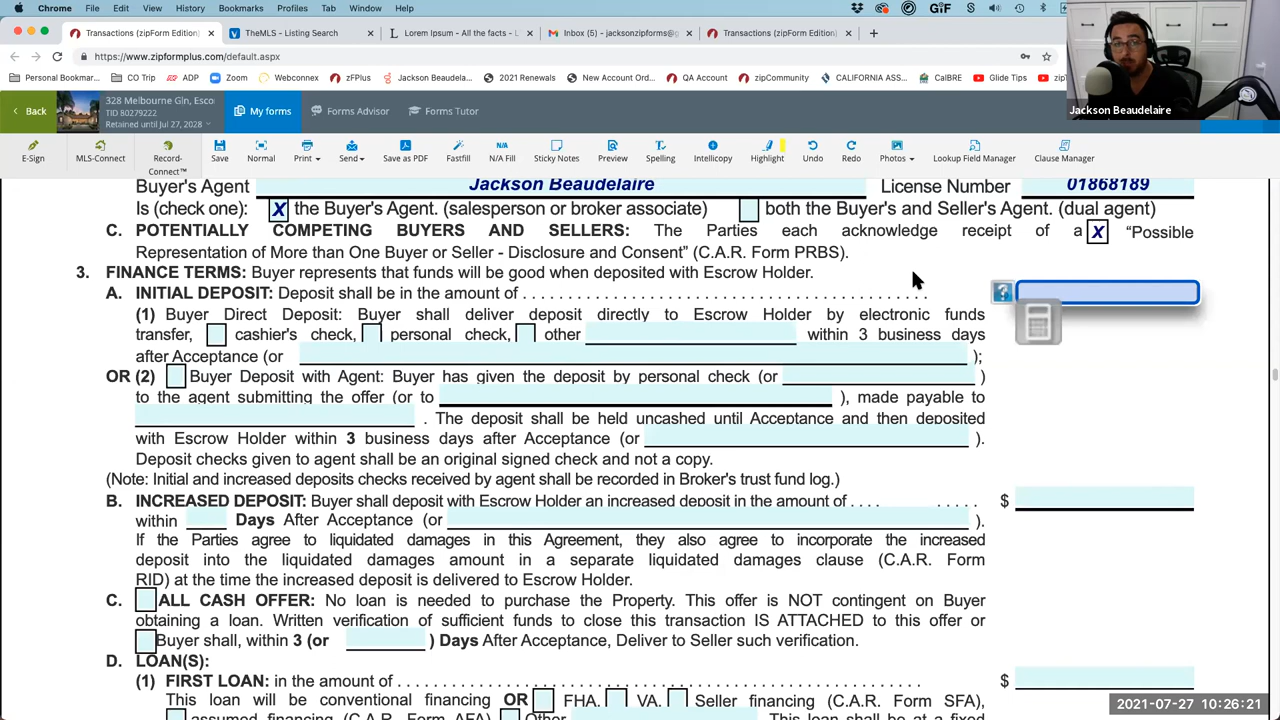 Chrome File Edit View History Bookmarks Profiles Tab Window Help GIF
Transactions (zipForm Edition) TheMLS - Listing Search Lorem Ipsum - All the facts - L Inbox (5) - jacksonzipforms@g Transactions (zipForm Edition)
https://www.zipformplus.com/default.aspx
Personal Bookmar... CO Trip ADP Zoom Webconnex zFPlus Jackson Beaudela... 2021 Renewals New Account Ord... QA Account zipCommunity CALIFORNIA ASS... CalBRE Glide Tips
Jackson Beaudelaire
Back
328 Melbourne Gln, Escor
TID 80279222
Retained until Jul 27, 2028
My forms Forms Advisor Forms Tutor
E-Sign MLS-Connect Record-Connect™ Save Normal Print Send Save as PDF Fastfill N/A N/A Fill Sticky Notes Preview Spelling Intellicopy Highlight Undo Redo Photos Lookup Field Manager Clause Manager
Buyer's Agent Jackson Beaudelaire License Number 01868189
Is (check one): X the Buyer's Agent. (salesperson or broker associate) both the Buyer's and Seller's Agent. (dual agent)
C. POTENTIALLY COMPETING BUYERS AND SELLERS: The Parties each acknowledge receipt of a X “Possible
Representation of More than One Buyer or Seller - Disclosure and Consent” (C.A.R. Form PRBS).
3. FINANCE TERMS: Buyer represents that funds will be good when deposited with Escrow Holder.
A. INITIAL DEPOSIT: Deposit shall be in the amount of . . . . . . . . . . . . . . . . . . . . . . . . . . . . . . . . . . . . . . . . . . . . . . . . . .
(1) Buyer Direct Deposit: Buyer shall deliver deposit directly to Escrow Holder by electronic funds
transfer, cashier's check, personal check, other within 3 business days
after Acceptance (or );
OR (2) Buyer Deposit with Agent: Buyer has given the deposit by personal check (or )
to the agent submitting the offer (or to ), made payable to
. The deposit shall be held uncashed until Acceptance and then deposited
with Escrow Holder within 3 business days after Acceptance (or ).
Deposit checks given to agent shall be an original signed check and not a copy.
(Note: Initial and increased deposits checks received by agent shall be recorded in Broker's trust fund log.)
B. INCREASED DEPOSIT: Buyer shall deposit with Escrow Holder an increased deposit in the amount of . . . . . . . . . $
within Days After Acceptance (or ).
If the Parties agree to liquidated damages in this Agreement, they also agree to incorporate the increased
deposit into the liquidated damages amount in a separate liquidated damages clause (C.A.R. Form
RID) at the time the increased deposit is delivered to Escrow Holder.
C. ALL CASH OFFER: No loan is needed to purchase the Property. This offer is NOT contingent on Buyer
obtaining a loan. Written verification of sufficient funds to close this transaction IS ATTACHED to this offer or
Buyer shall, within 3 (or ) Days After Acceptance, Deliver to Seller such verification.
D. LOAN(S):
(1) FIRST LOAN: in the amount of . . . . . . . . . . . . . . . . . . . . . . . . . . . . . . . . . . . . . . . . . . . . . . . . . . . . . . . . . . . . . . . . $
This loan will be conventional financing OR FHA, VA, Seller financing (C.A.R. Form SFA),
assumed financing (C.A.R. Form AFA) Other This loan shall be at a fixed
2021-07-27 10:26:21